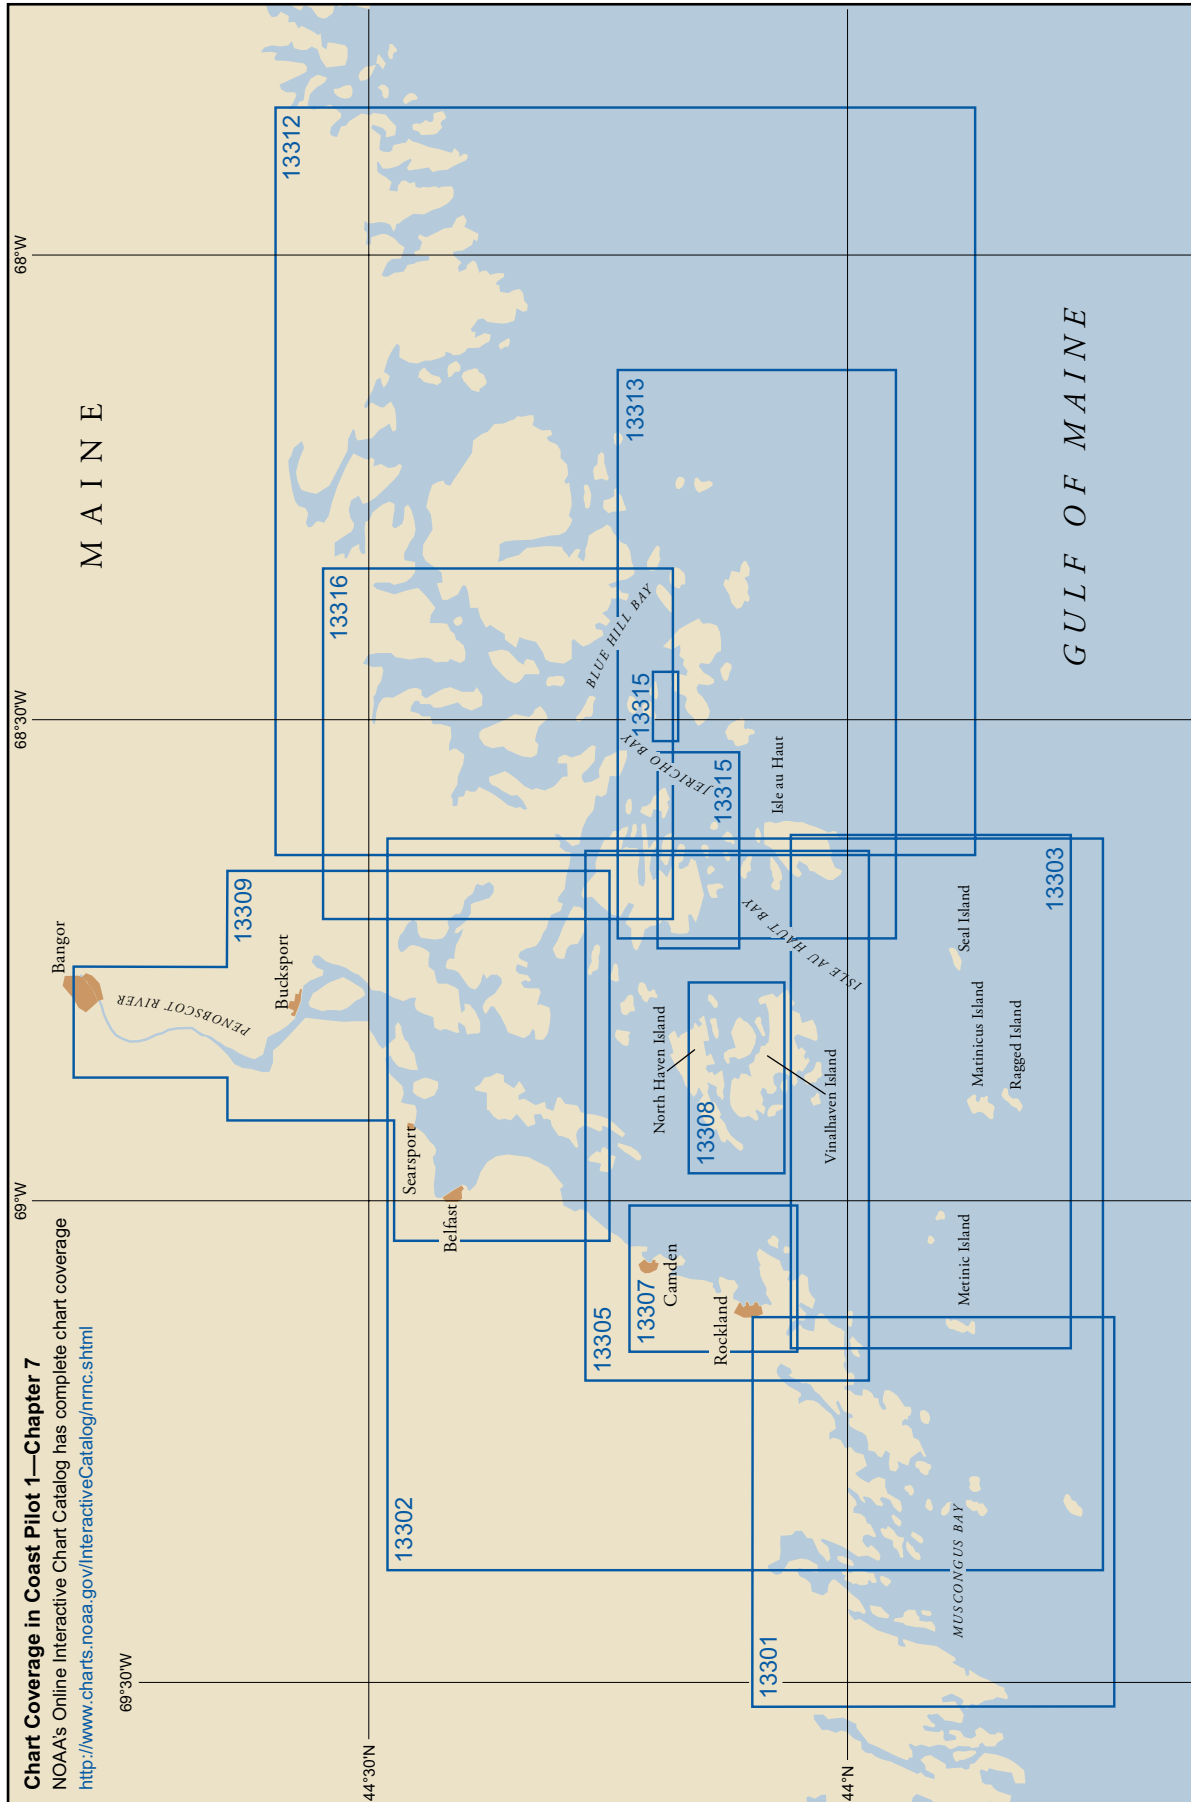 Chart Coverage in Coast Pilot 1—Chapter 7
NOAA's Online Interactive Chart Catalog has complete chart coverage
http://www.charts.noaa.gov/InteractiveCatalog/nrnc.shtml
69°30'W
69°W
68°30'W
68°W
44°30'N
44°N
MAINE
GULF OF MAINE
Bangor
PENOBSCOT RIVER
Bucksport
Searsport
Belfast
Camden
Rockland
North Haven Island
Vinalhaven Island
Isle au Haut
ISLE AU HAUT BAY
JERICHO BAY
BLUE HILL BAY
Seal Island
Matinicus Island
Ragged Island
Metinic Island
MUSCONGUS BAY
13312
13316
13313
13315
13315
13309
13302
13305
13307
13308
13303
13301